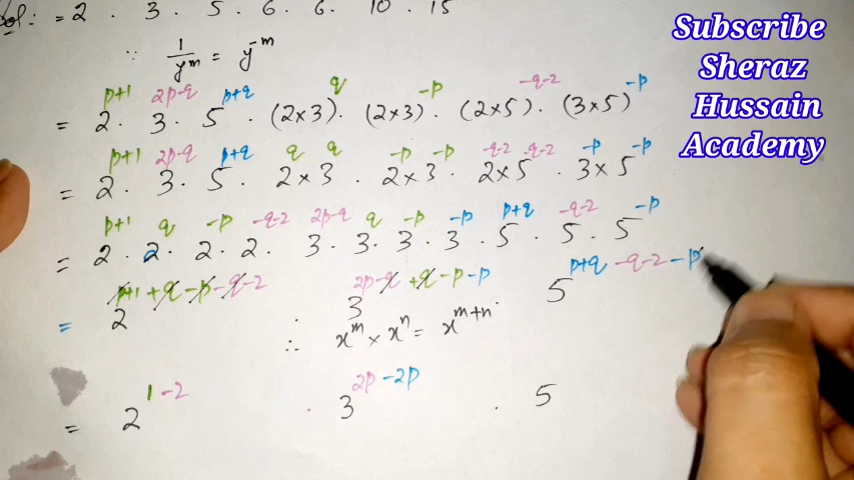 Sol: = 2 . 3 . 5 . 6 . 6 . 10 . 15
∵ 1/y^m = y^-m
= 2^(p+1) . 3^(2p-q) . 5^(p+q) . (2×3)^q . (2×3)^-p . (2×5)^(-q-2) . (3×5)^-p
= 2^(p+1) . 3^(2p-q) . 5^(p+q) . 2^q × 3^q . 2^-p × 3^-p . 2^(-q-2) × 5^(-q-2) . 3^-p × 5^-p
= 2^(p+1) . 2^q . 2^-p . 2^(-q-2) . 3^(2p-q) . 3^q . 3^-p . 3^-p . 5^(p+q) . 5^(-q-2) . 5^-p
= 2^(p+1+q-p-q-2) . 3^(2p-q+q-p-p) . 5^(p+q-q-2-p)
∴ x^m × x^n = x^(m+n)
= 2^(1-2) . 3^(2p-2p) . 5
Subscribe
Sheraz
Hussain
Academy